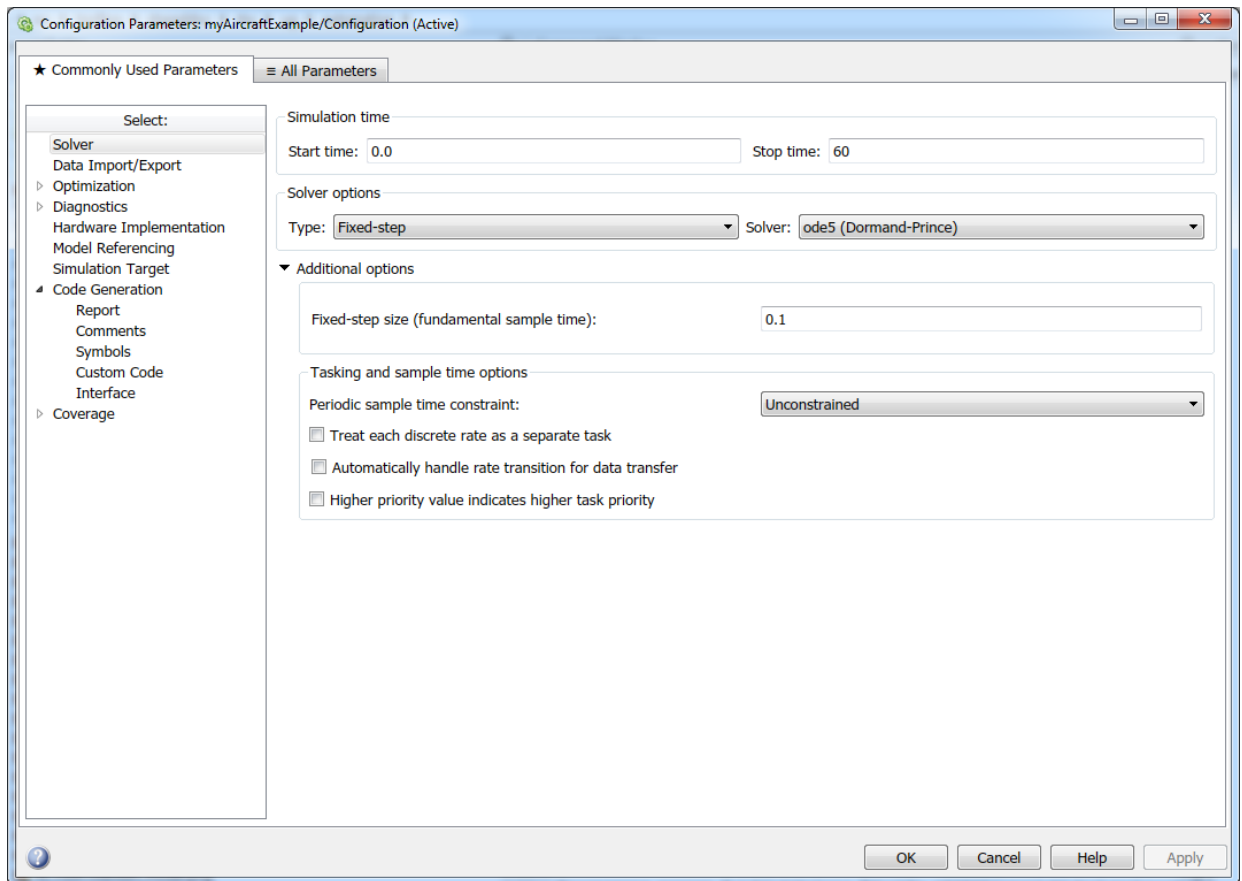 Configuration Parameters: myAircraftExample/Configuration (Active)
★ Commonly Used Parameters
≡ All Parameters
Select:
Solver
Data Import/Export
Optimization
Diagnostics
Hardware Implementation
Model Referencing
Simulation Target
Code Generation
Report
Comments
Symbols
Custom Code
Interface
Coverage
Simulation time
Start time: 0.0 Stop time: 60
Solver options
Type: Fixed-step Solver: ode5 (Dormand-Prince)
Additional options
Fixed-step size (fundamental sample time): 0.1
Tasking and sample time options
Periodic sample time constraint: Unconstrained
Treat each discrete rate as a separate task
Automatically handle rate transition for data transfer
Higher priority value indicates higher task priority
? OK Cancel Help Apply